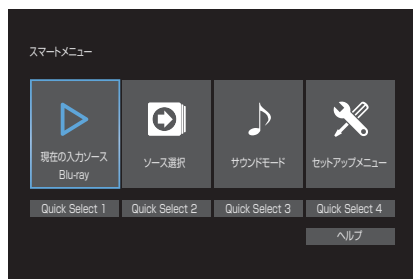 スマートメニュー
現在の入力ソース
Blu-ray
ソース選択
サウンドモード
セットアップメニュー
Quick Select 1
Quick Select 2
Quick Select 3
Quick Select 4
ヘルプ